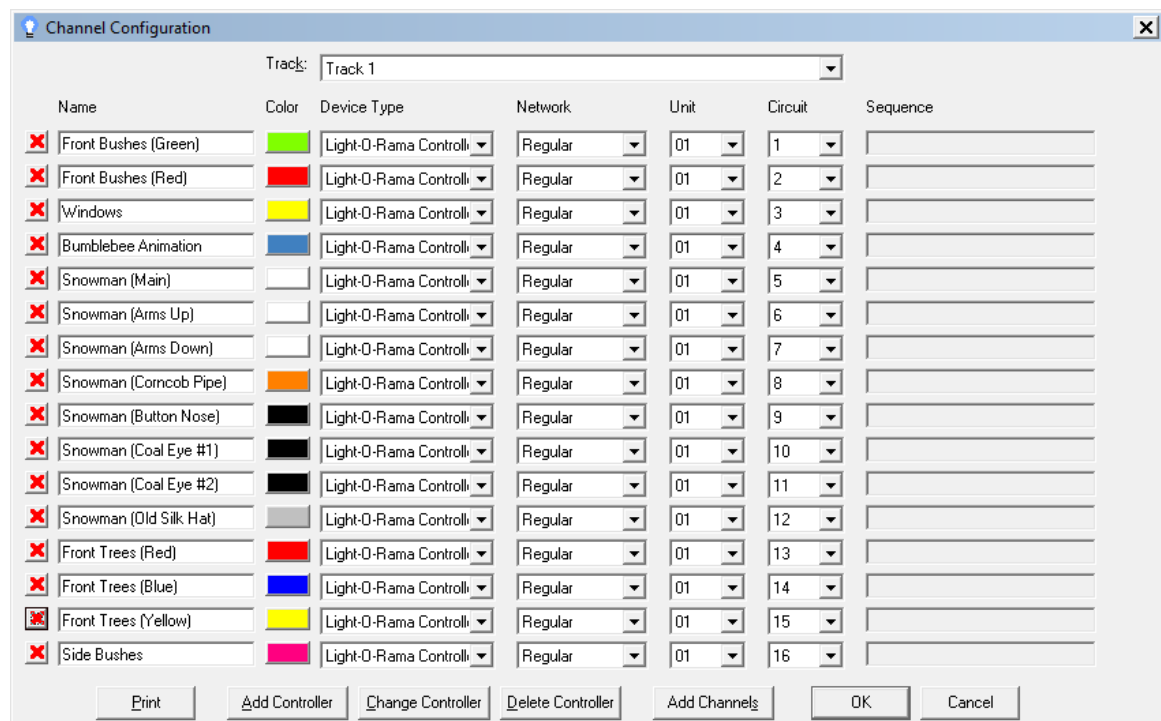 Channel Configuration
Track: Track 1
Name Color Device Type Network Unit Circuit Sequence
Front Bushes (Green) Light-O-Rama Controll Regular 01 1
Front Bushes (Red) Light-O-Rama Controll Regular 01 2
Windows Light-O-Rama Controll Regular 01 3
Bumblebee Animation Light-O-Rama Controll Regular 01 4
Snowman (Main) Light-O-Rama Controll Regular 01 5
Snowman (Arms Up) Light-O-Rama Controll Regular 01 6
Snowman (Arms Down) Light-O-Rama Controll Regular 01 7
Snowman (Corncob Pipe) Light-O-Rama Controll Regular 01 8
Snowman (Button Nose) Light-O-Rama Controll Regular 01 9
Snowman (Coal Eye #1) Light-O-Rama Controll Regular 01 10
Snowman (Coal Eye #2) Light-O-Rama Controll Regular 01 11
Snowman (Old Silk Hat) Light-O-Rama Controll Regular 01 12
Front Trees (Red) Light-O-Rama Controll Regular 01 13
Front Trees (Blue) Light-O-Rama Controll Regular 01 14
Front Trees (Yellow) Light-O-Rama Controll Regular 01 15
Side Bushes Light-O-Rama Controll Regular 01 16
Print Add Controller Change Controller Delete Controller Add Channels OK Cancel